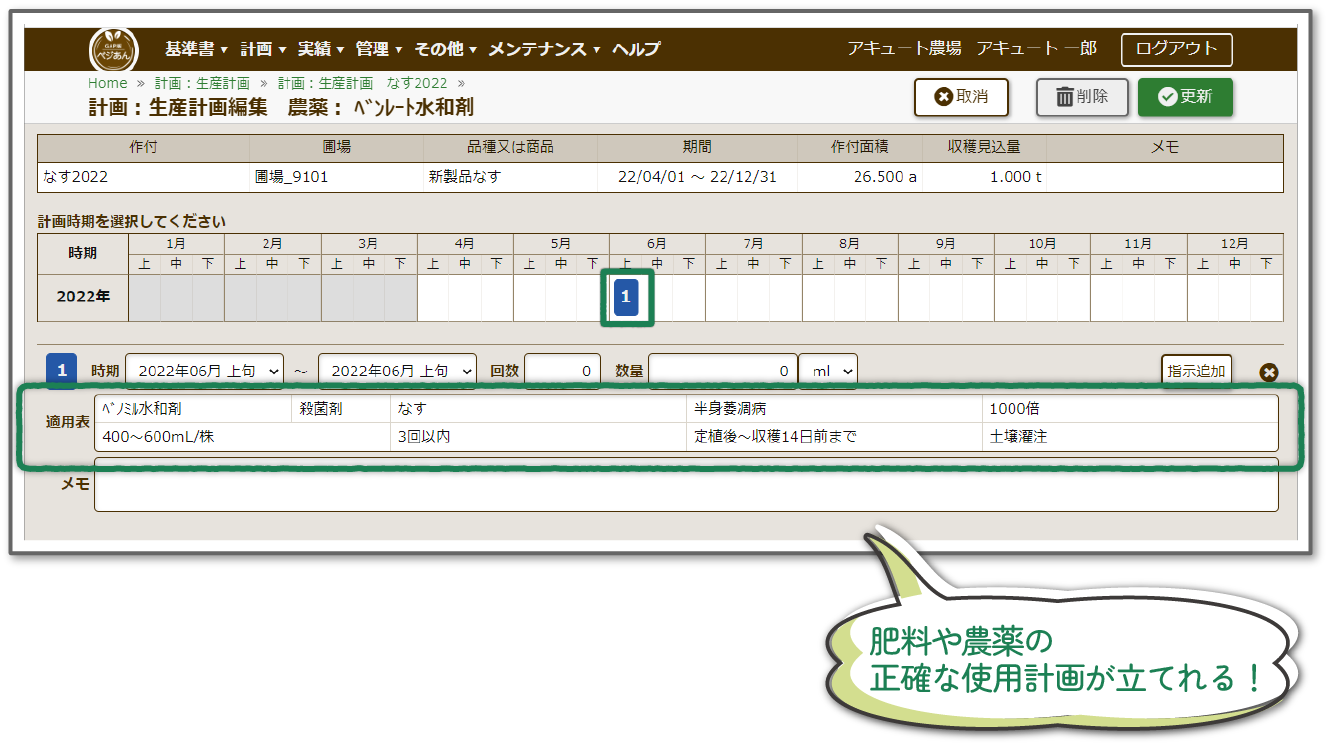 GAP版
ベジあん
基準書▼ 計画▼ 実績▼ 管理▼ その他▼ メンテナンス▼ ヘルプ
アキュート農場 アキュート 一郎 ログアウト
Home » 計画：生産計画 » 計画：生産計画 なす2022 »
計画：生産計画編集 農薬： ﾍﾞﾝﾚｰﾄ水和剤
取消 削除 更新
作付 圃場 品種又は商品 期間 作付面積 収穫見込量 メモ
なす2022 圃場_9101 新製品なす 22/04/01 ～ 22/12/31 26.500 a 1.000 t
計画時期を選択してください
時期 1月 2月 3月 4月 5月 6月 7月 8月 9月 10月 11月 12月
上 中 下 上 中 下 上 中 下 上 中 下 上 中 下 上 中 下 上 中 下 上 中 下 上 中 下 上 中 下 上 中 下 上 中 下
2022年 1
1 時期 2022年06月 上旬 ～ 2022年06月 上旬 回数 0 数量 0 ml 指示追加
適用表 ﾍﾞﾉﾐﾙ水和剤 殺菌剤 なす 半身萎凋病 1000倍
400～600mL/株 3回以内 定植後～収穫14日前まで 土壌灌注
メモ
肥料や農薬の
正確な使用計画が立てれる！